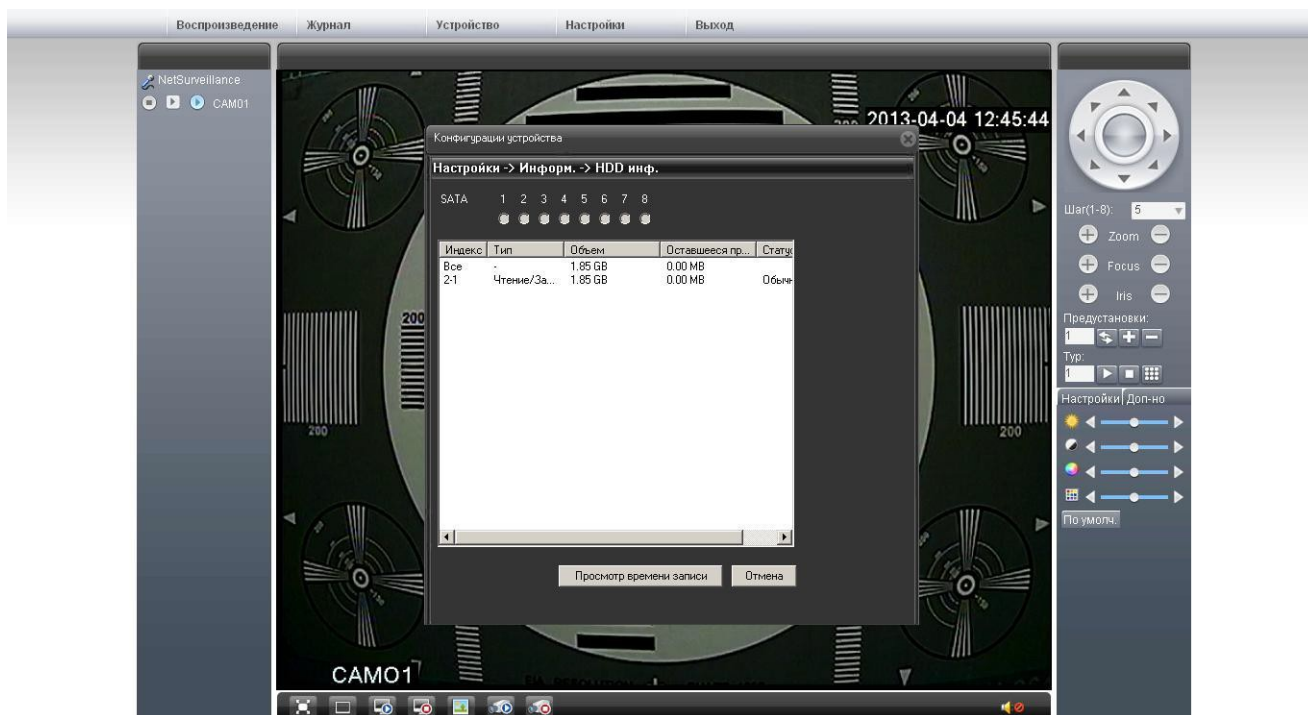 Воспроизведение Журнал Устройство Настройки Выход
NetSurveillance
CAM01
2013-04-04 12:45:44
Конфигурации устройства
Настройки -> Информ. -> HDD инф.
SATA 1 2 3 4 5 6 7 8
Индекс Тип Объем Оставшееся пр... Статус
Все - 1.85 GB 0.00 MB
2-1 Чтение/За... 1.85 GB 0.00 MB Обычн
Просмотр времени записи Отмена
200
200
200
CAM01
Шаг(1-8): 5
Zoom
Focus
Iris
Предустановки:
1
Тур:
1
Настройки Доп-но
По умолч.